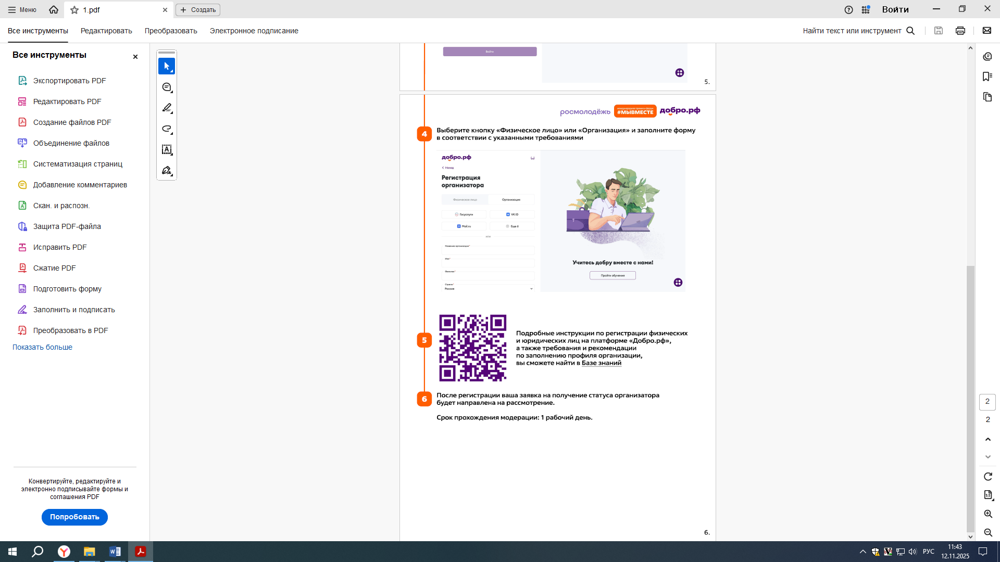 Меню
1.pdf
Создать
Войти
Все инструменты
Редактировать
Преобразовать
Электронное подписание
Найти текст или инструмент
Все инструменты
Экспортировать PDF
Редактировать PDF
Создание файлов PDF
Объединение файлов
Систематизация страниц
Добавление комментариев
Скан. и распозн.
Защита PDF-файла
Исправить PDF
Сжатие PDF
Подготовить форму
Заполнить и подписать
Преобразовать в PDF
Показать больше
Конвертируйте, редактируйте и
электронно подписывайте формы и
соглашения PDF
Попробовать
Войти
5.
росмолодёжь
#МЫВМЕСТЕ
добро.рф
4
Выберите кнопку «Физическое лицо» или «Организация» и заполните форму
в соответствии с указанными требованиями
добро.рф
Назад
Регистрация
организатора
Физическое лицо
Организация
Госуслуги
VK ID
Mail.ru
Еще 6
или
Название организации*
Имя*
Фамилия*
Страна*
Россия
Учитесь добру вместе с нами!
Пройти обучение
5
Подробные инструкции по регистрации физических
и юридических лиц на платформе «Добро.рф»,
а также требования и рекомендации
по заполнению профиля организации,
вы сможете найти в Базе знаний
6
После регистрации ваша заявка на получение статуса организатора
будет направлена на рассмотрение.
Срок прохождения модерации: 1 рабочий день.
6.
2
2
1:1
РУС
11:43
12.11.2025